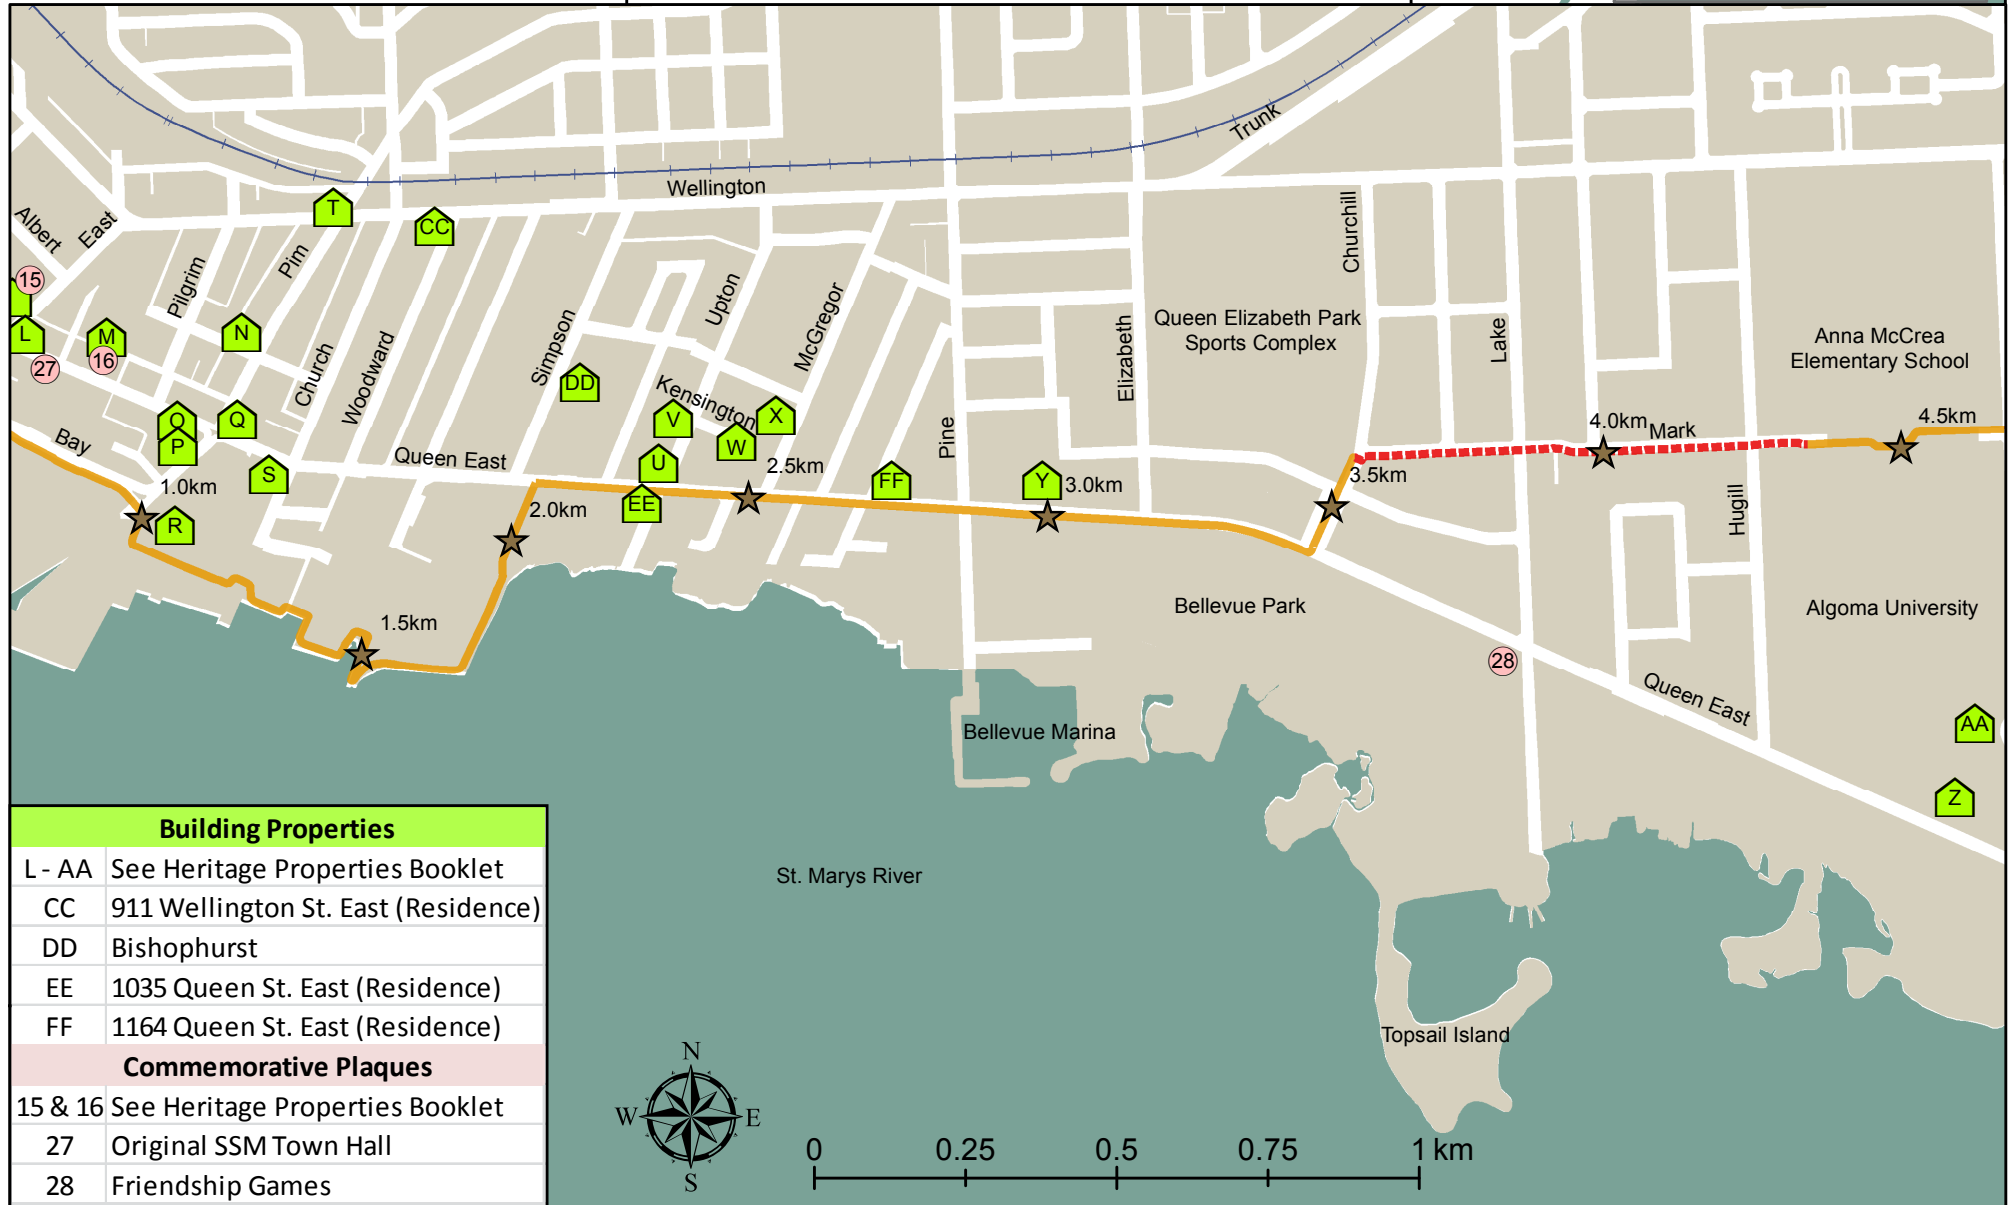 Trunk
Wellington
Albert
East
Pilgrim
Pim
T
CC
Churchill
15
L
M
16
27
N
Church
Woodward
Simpson
Upton
McGregor
Elizabeth
Queen Elizabeth Park
Sports Complex
Lake
Anna McCrea
Elementary School
DD
Kensington
V
X
W
U
O
P
Q
S
Bay
Queen East
Pine
4.0km
Mark
4.5km
2.5km
EE
FF
Y
3.0km
3.5km
1.0km
R
2.0km
Hugill
1.5km
Bellevue Park
Algoma University
28
Queen East
AA
Z
Bellevue Marina
St. Marys River
Topsail Island
Building Properties
L - AA See Heritage Properties Booklet
CC 911 Wellington St. East (Residence)
DD Bishophurst
EE 1035 Queen St. East (Residence)
FF 1164 Queen St. East (Residence)
Commemorative Plaques
15 & 16 See Heritage Properties Booklet
27 Original SSM Town Hall
28 Friendship Games
N
W E
S
0 0.25 0.5 0.75 1 km